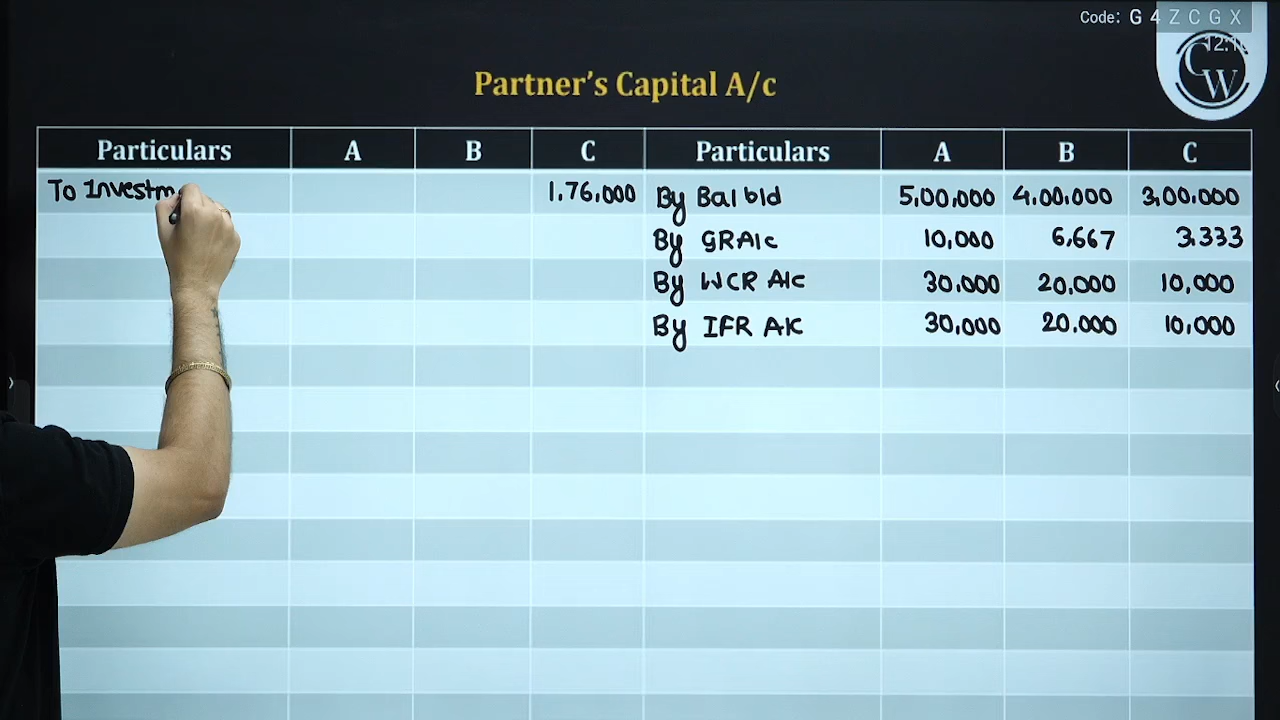 Code: G 4 Z C G X
CW
Partner's Capital A/c
Particulars A B C Particulars A B C
To Investm 1,76,000 By Bal b/d 5,00,000 4,00,000 3,00,000
By GR A/c 10,000 6,667 3,333
By WCR A/c 30,000 20,000 10,000
By IFR A/c 30,000 20,000 10,000